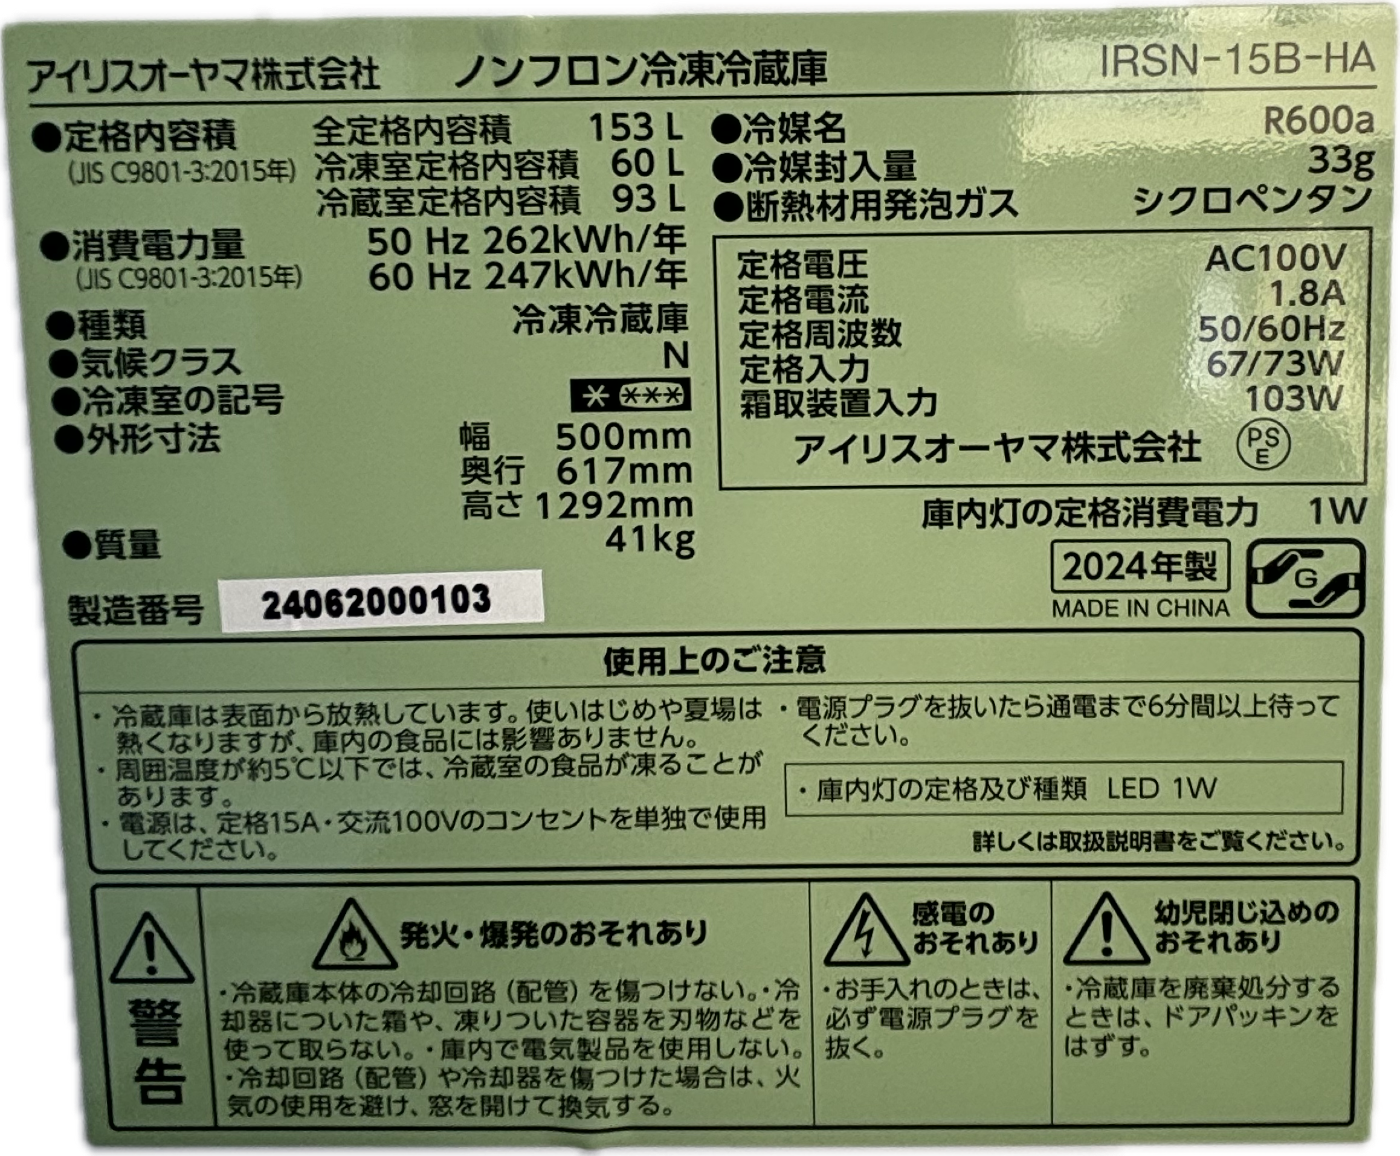 アイリスオーヤマ株式会社 ノンフロン冷凍冷蔵庫 IRSN-15B-HA
●定格内容積 全定格内容積 153 L
(JIS C9801-3:2015年) 冷凍室定格内容積 60 L
冷蔵室定格内容積 93 L
●消費電力量 50 Hz 262kWh/年
(JIS C9801-3:2015年) 60 Hz 247kWh/年
●種類 冷凍冷蔵庫
●気候クラス N
●冷凍室の記号 * ***
●外形寸法 幅 500mm
奥行 617mm
高さ 1292mm
●質量 41kg
製造番号 24062000103
●冷媒名 R600a
●冷媒封入量 33g
●断熱材用発泡ガス シクロペンタン
定格電圧 AC100V
定格電流 1.8A
定格周波数 50/60Hz
定格入力 67/73W
霜取装置入力 103W
アイリスオーヤマ株式会社 PSE
庫内灯の定格消費電力 1W
2024年製 G
MADE IN CHINA
使用上のご注意
・冷蔵庫は表面から放熱しています。使いはじめや夏場は
熱くなりますが、庫内の食品には影響ありません。
・周囲温度が約5℃以下では、冷蔵室の食品が凍ることが
あります。
・電源は、定格15A・交流100Vのコンセントを単独で使用
してください。
・電源プラグを抜いたら通電まで6分間以上待って
ください。
・庫内灯の定格及び種類 LED 1W
詳しくは取扱説明書をご覧ください。
警告
発火・爆発のおそれあり
・冷蔵庫本体の冷却回路（配管）を傷つけない。・冷
却器についた霜や、凍りついた容器を刃物などを
使って取らない。・庫内で電気製品を使用しない。
・冷却回路（配管）や冷却器を傷つけた場合は、火
気の使用を避け、窓を開けて換気する。
感電の
おそれあり
・お手入れのときは、
必ず電源プラグを
抜く。
幼児閉じ込めの
おそれあり
・冷蔵庫を廃棄処分する
ときは、ドアパッキンを
はずす。